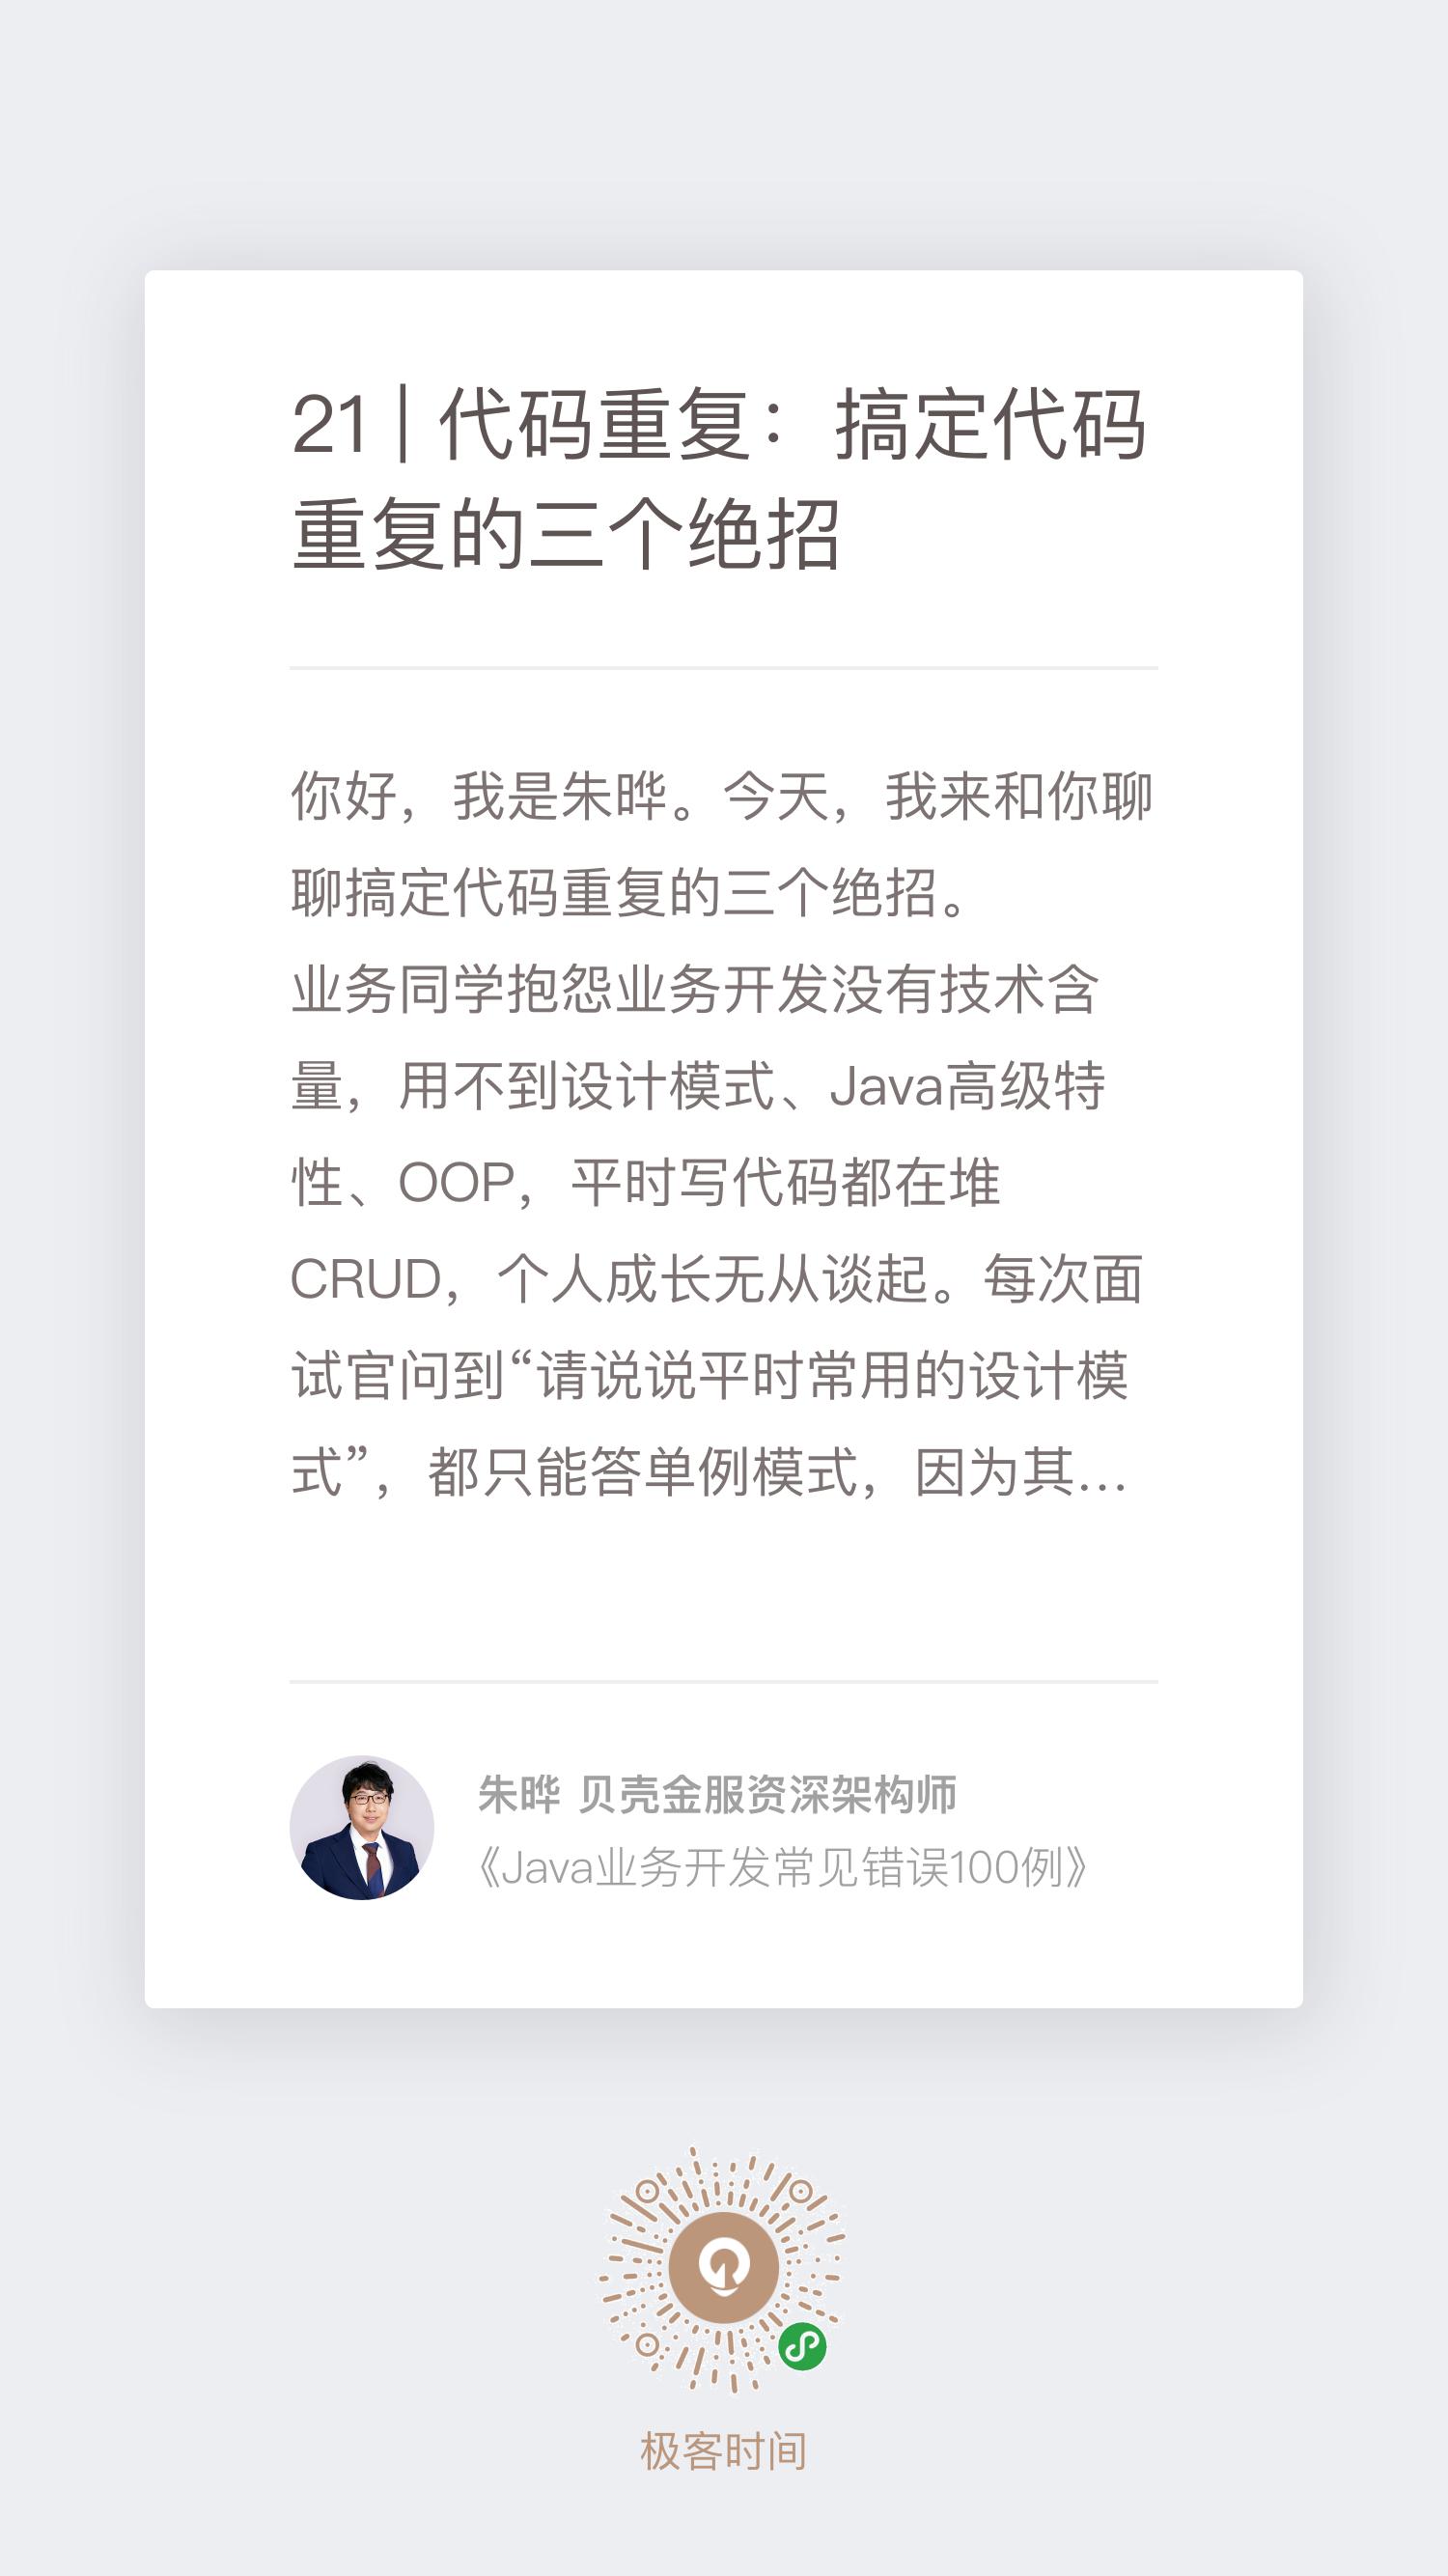 21 | 代码重复：搞定代码
重复的三个绝招
你好，我是朱晔。今天，我来和你聊
聊搞定代码重复的三个绝招。
业务同学抱怨业务开发没有技术含
量，用不到设计模式、Java高级特
性、OOP，平时写代码都在堆
CRUD，个人成长无从谈起。每次面
试官问到“请说说平时常用的设计模
式”，都只能答单例模式，因为其...
朱晔 贝壳金服资深架构师
《Java业务开发常见错误100例》
极客时间